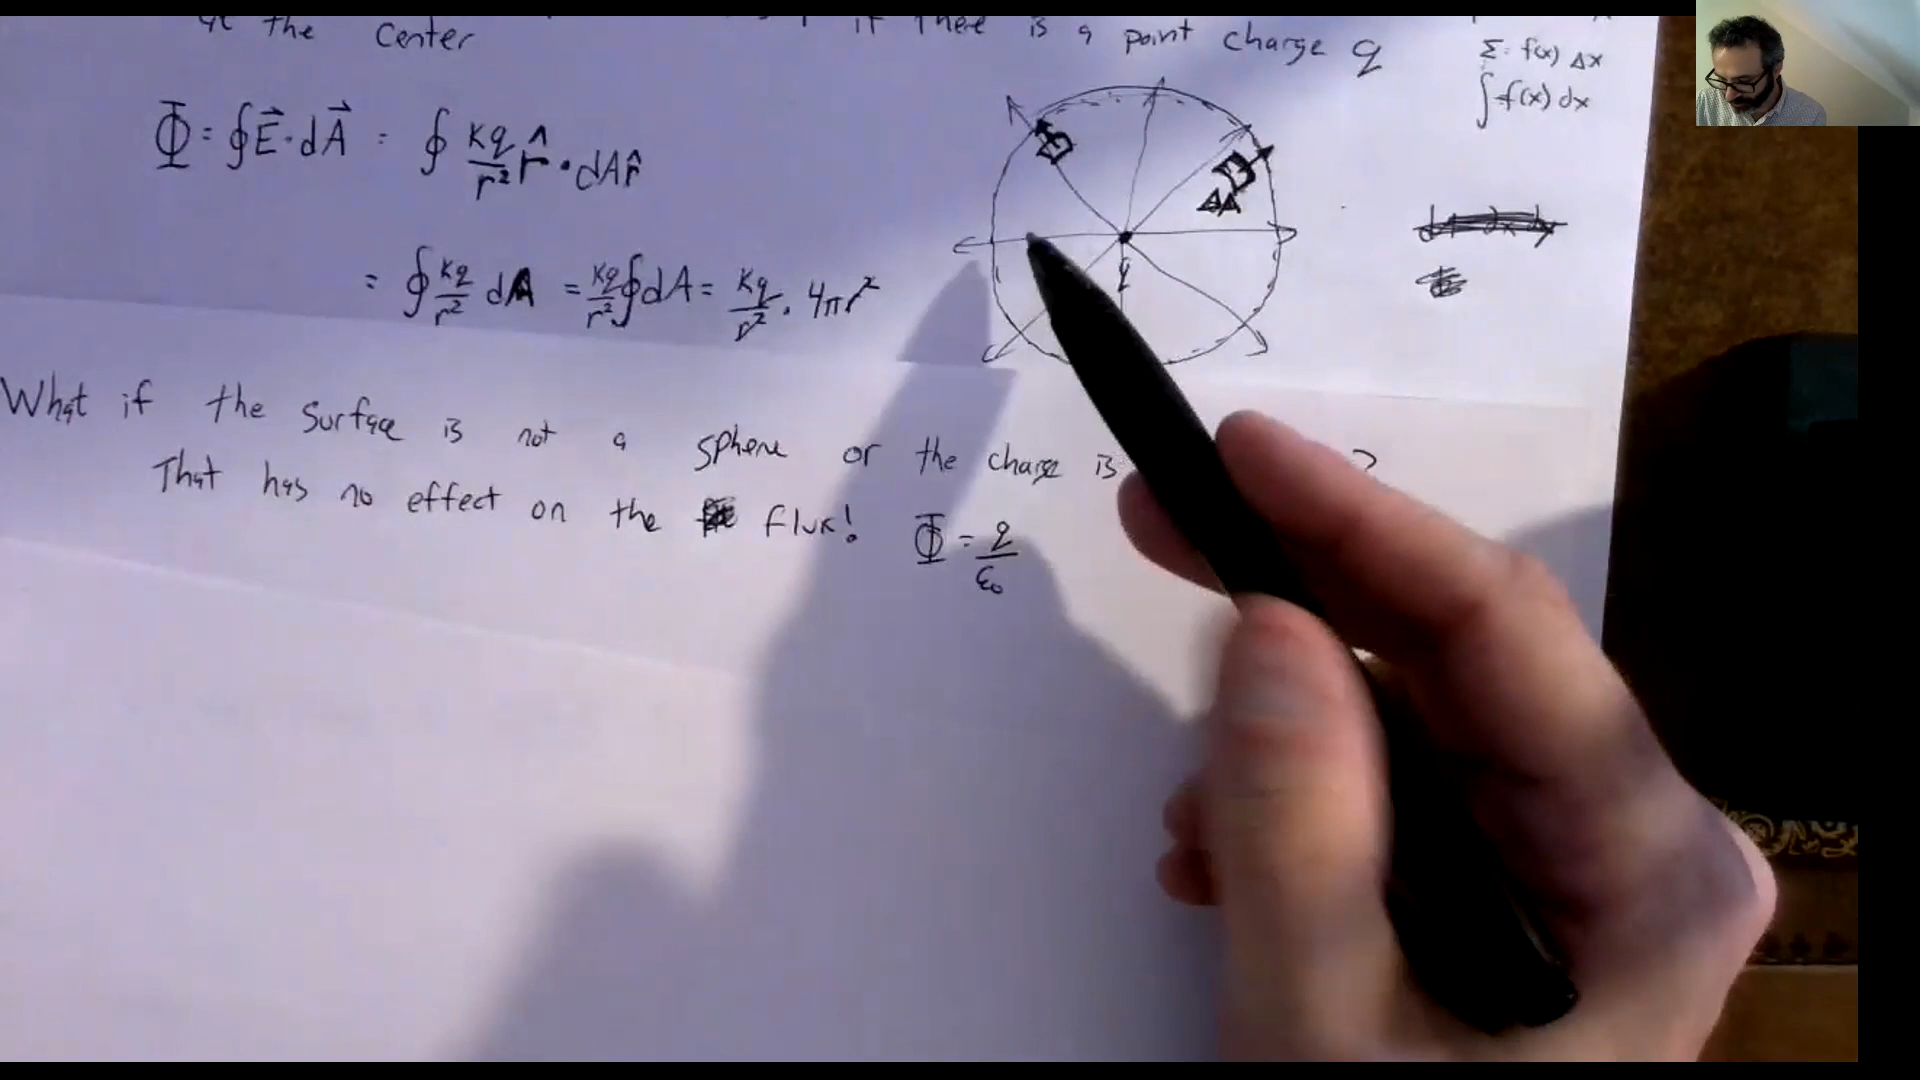 at the center if there is a point charge q
Σ f(x) Δx
∫ f(x) dx
Φ = ∮ E⃗ · dA⃗ = ∮ kq/r² r̂ · dA r̂
ΔA
q
= ∮ kq/r² dA = kq/r² ∮ dA = kq/r² · 4πr²
What if the surface is not a sphere or the charge is ?
That has no effect on the flux! Φ = q/ε₀